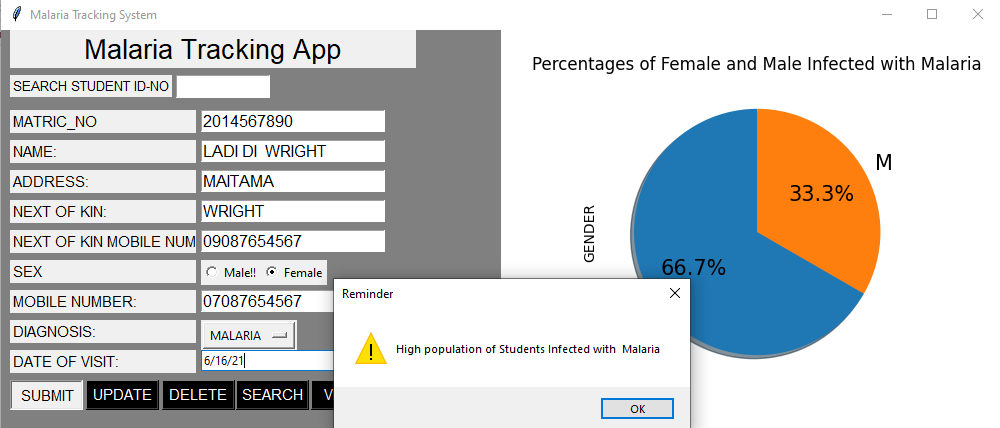 Malaria Tracking System
Malaria Tracking App
SEARCH STUDENT ID-NO
MATRIC_NO 2014567890
NAME: LADI DI WRIGHT
ADDRESS: MAITAMA
NEXT OF KIN: WRIGHT
NEXT OF KIN MOBILE NUM 09087654567
SEX Male!! Female
MOBILE NUMBER: 07087654567
DIAGNOSIS: MALARIA
DATE OF VISIT: 6/16/21
SUBMIT UPDATE DELETE SEARCH
Percentages of Female and Male Infected with Malaria
M
33.3%
GENDER
66.7%
Reminder
High population of Students Infected with Malaria
OK